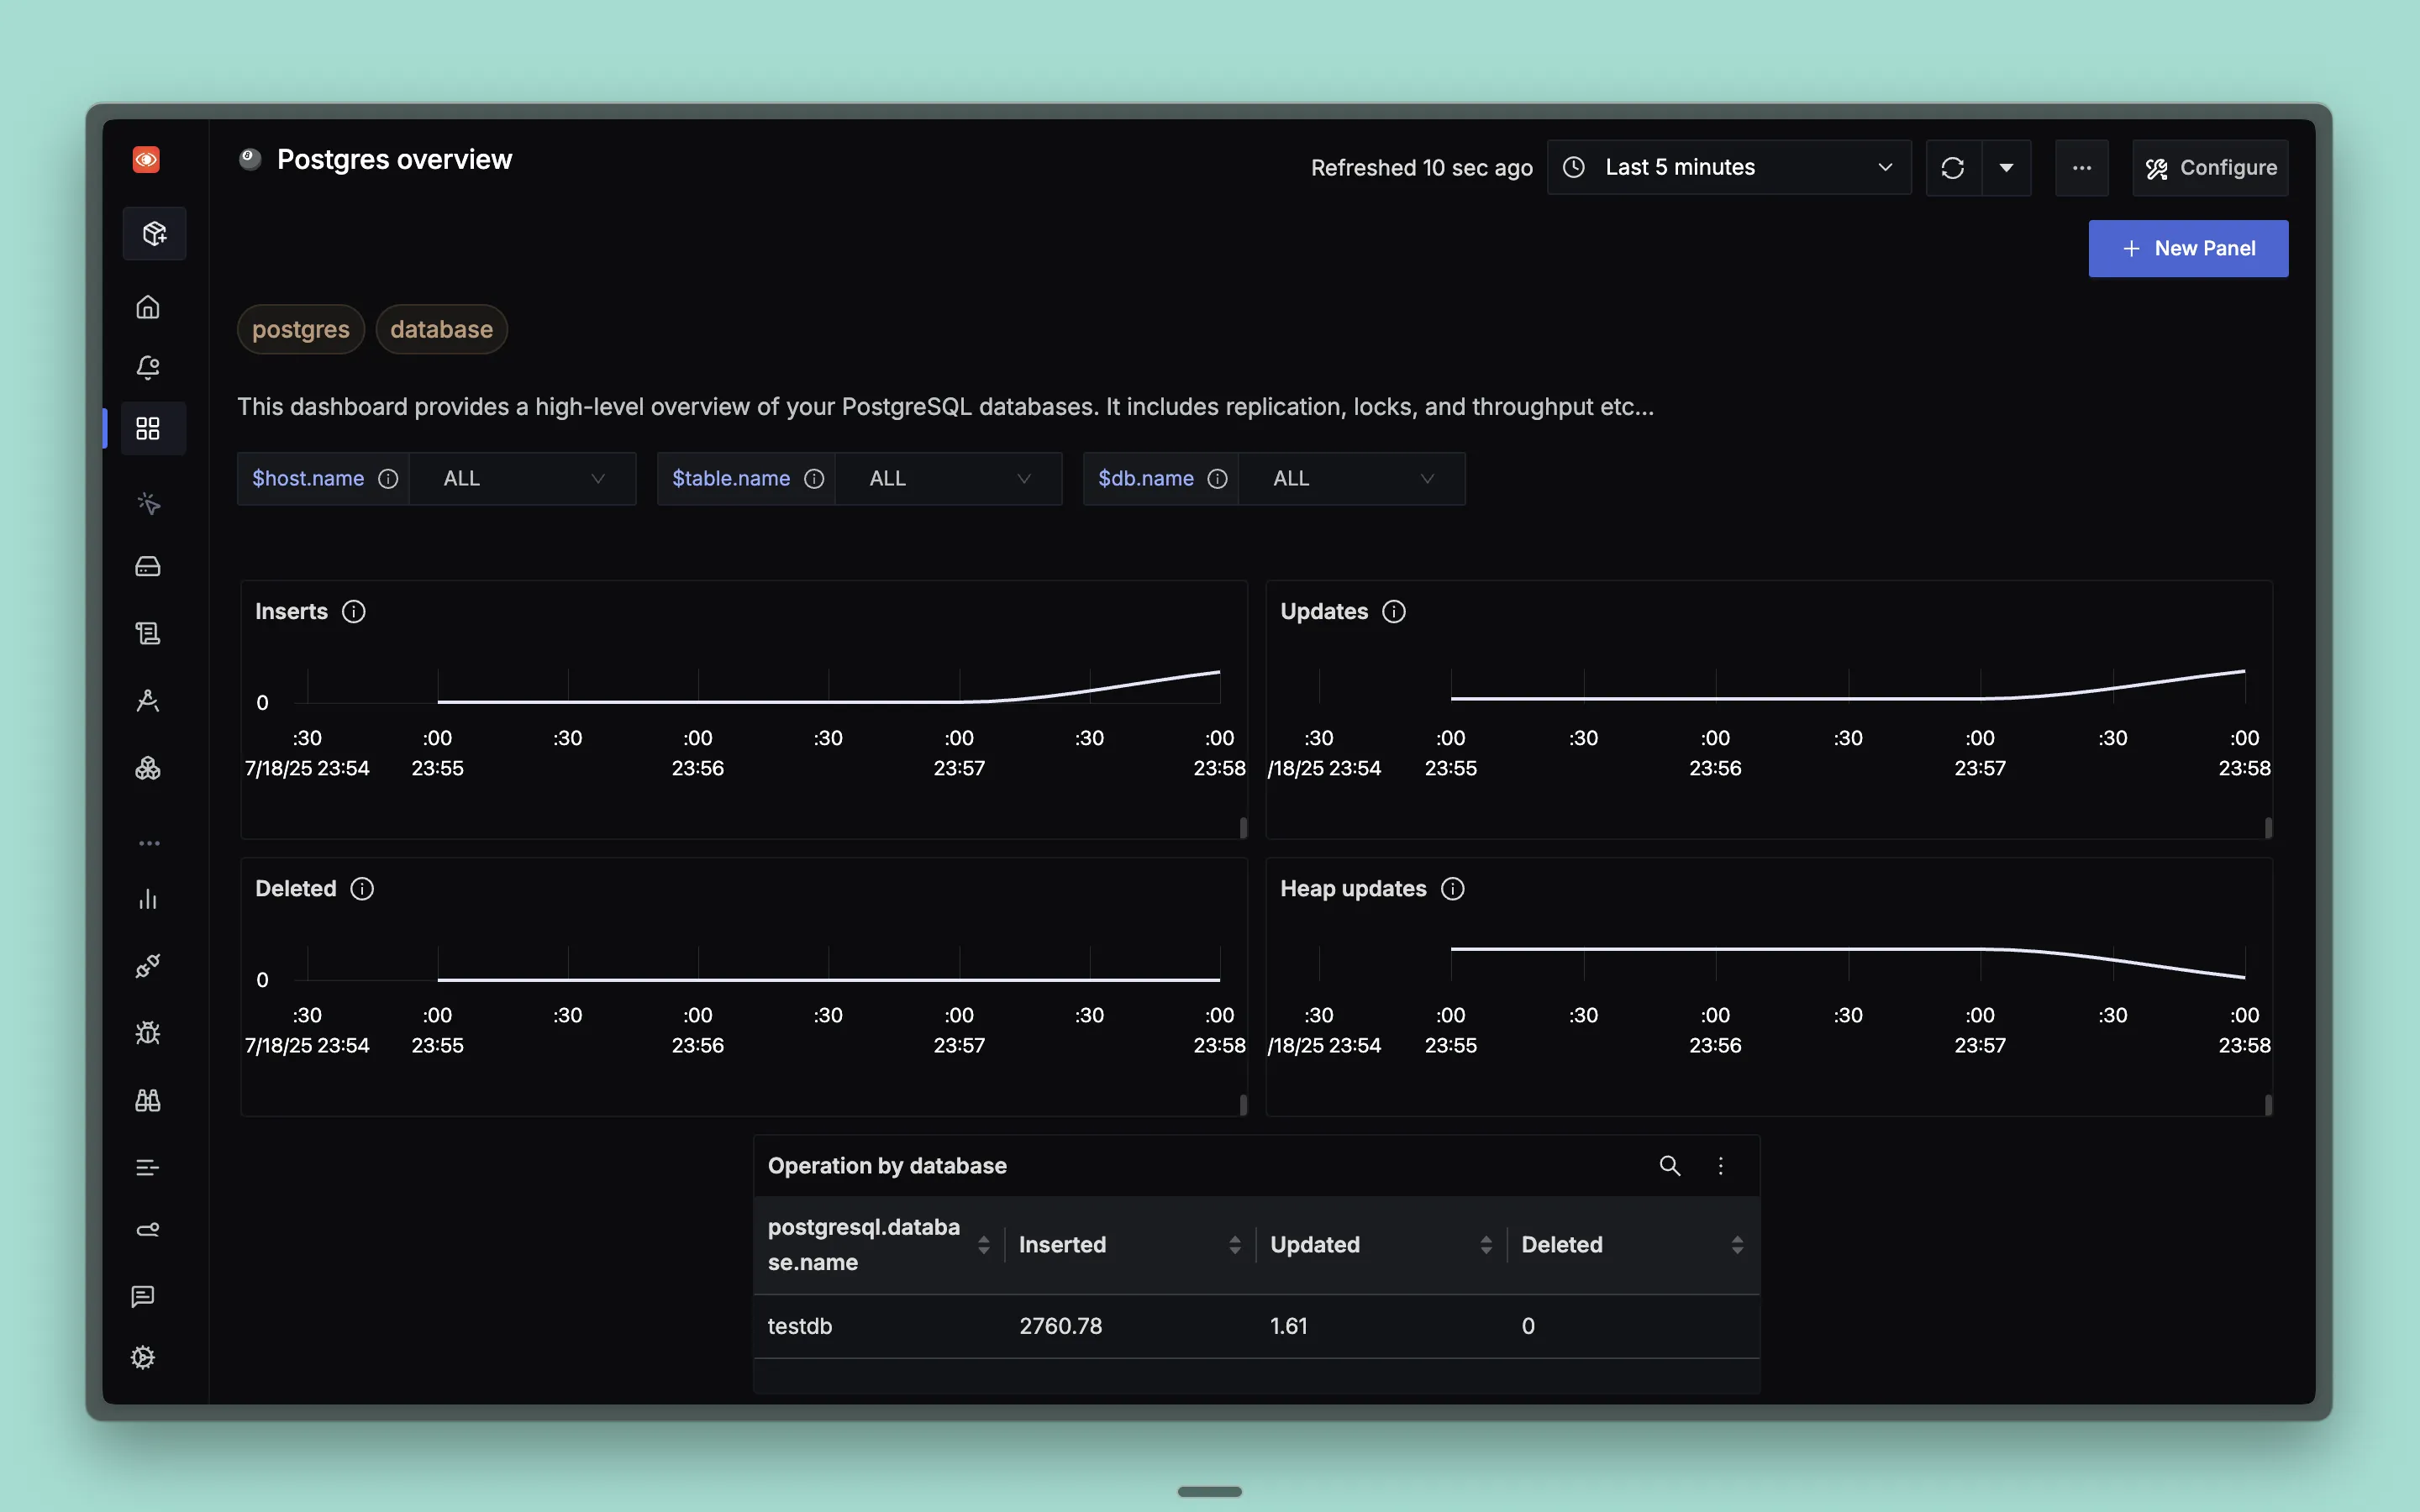 Postgres overview
Refreshed 10 sec ago
Last 5 minutes
Configure
New Panel
postgres
database
This dashboard provides a high-level overview of your PostgreSQL databases. It includes replication, locks, and throughput etc...
$host.name
ALL
$table.name
ALL
$db.name
ALL
Inserts
0
:30 :00 :30 :00 :30 :00 :30 :00
7/18/25 23:54 23:55 23:56 23:57 23:58
Updates
:30 :00 :30 :00 :30 :00 :30 :00
/18/25 23:54 23:55 23:56 23:57 23:58
Deleted
0
:30 :00 :30 :00 :30 :00 :30 :00
7/18/25 23:54 23:55 23:56 23:57 23:58
Heap updates
:30 :00 :30 :00 :30 :00 :30 :00
/18/25 23:54 23:55 23:56 23:57 23:58
Operation by database
postgresql.databa
se.name
Inserted
Updated
Deleted
testdb 2760.78 1.61 0